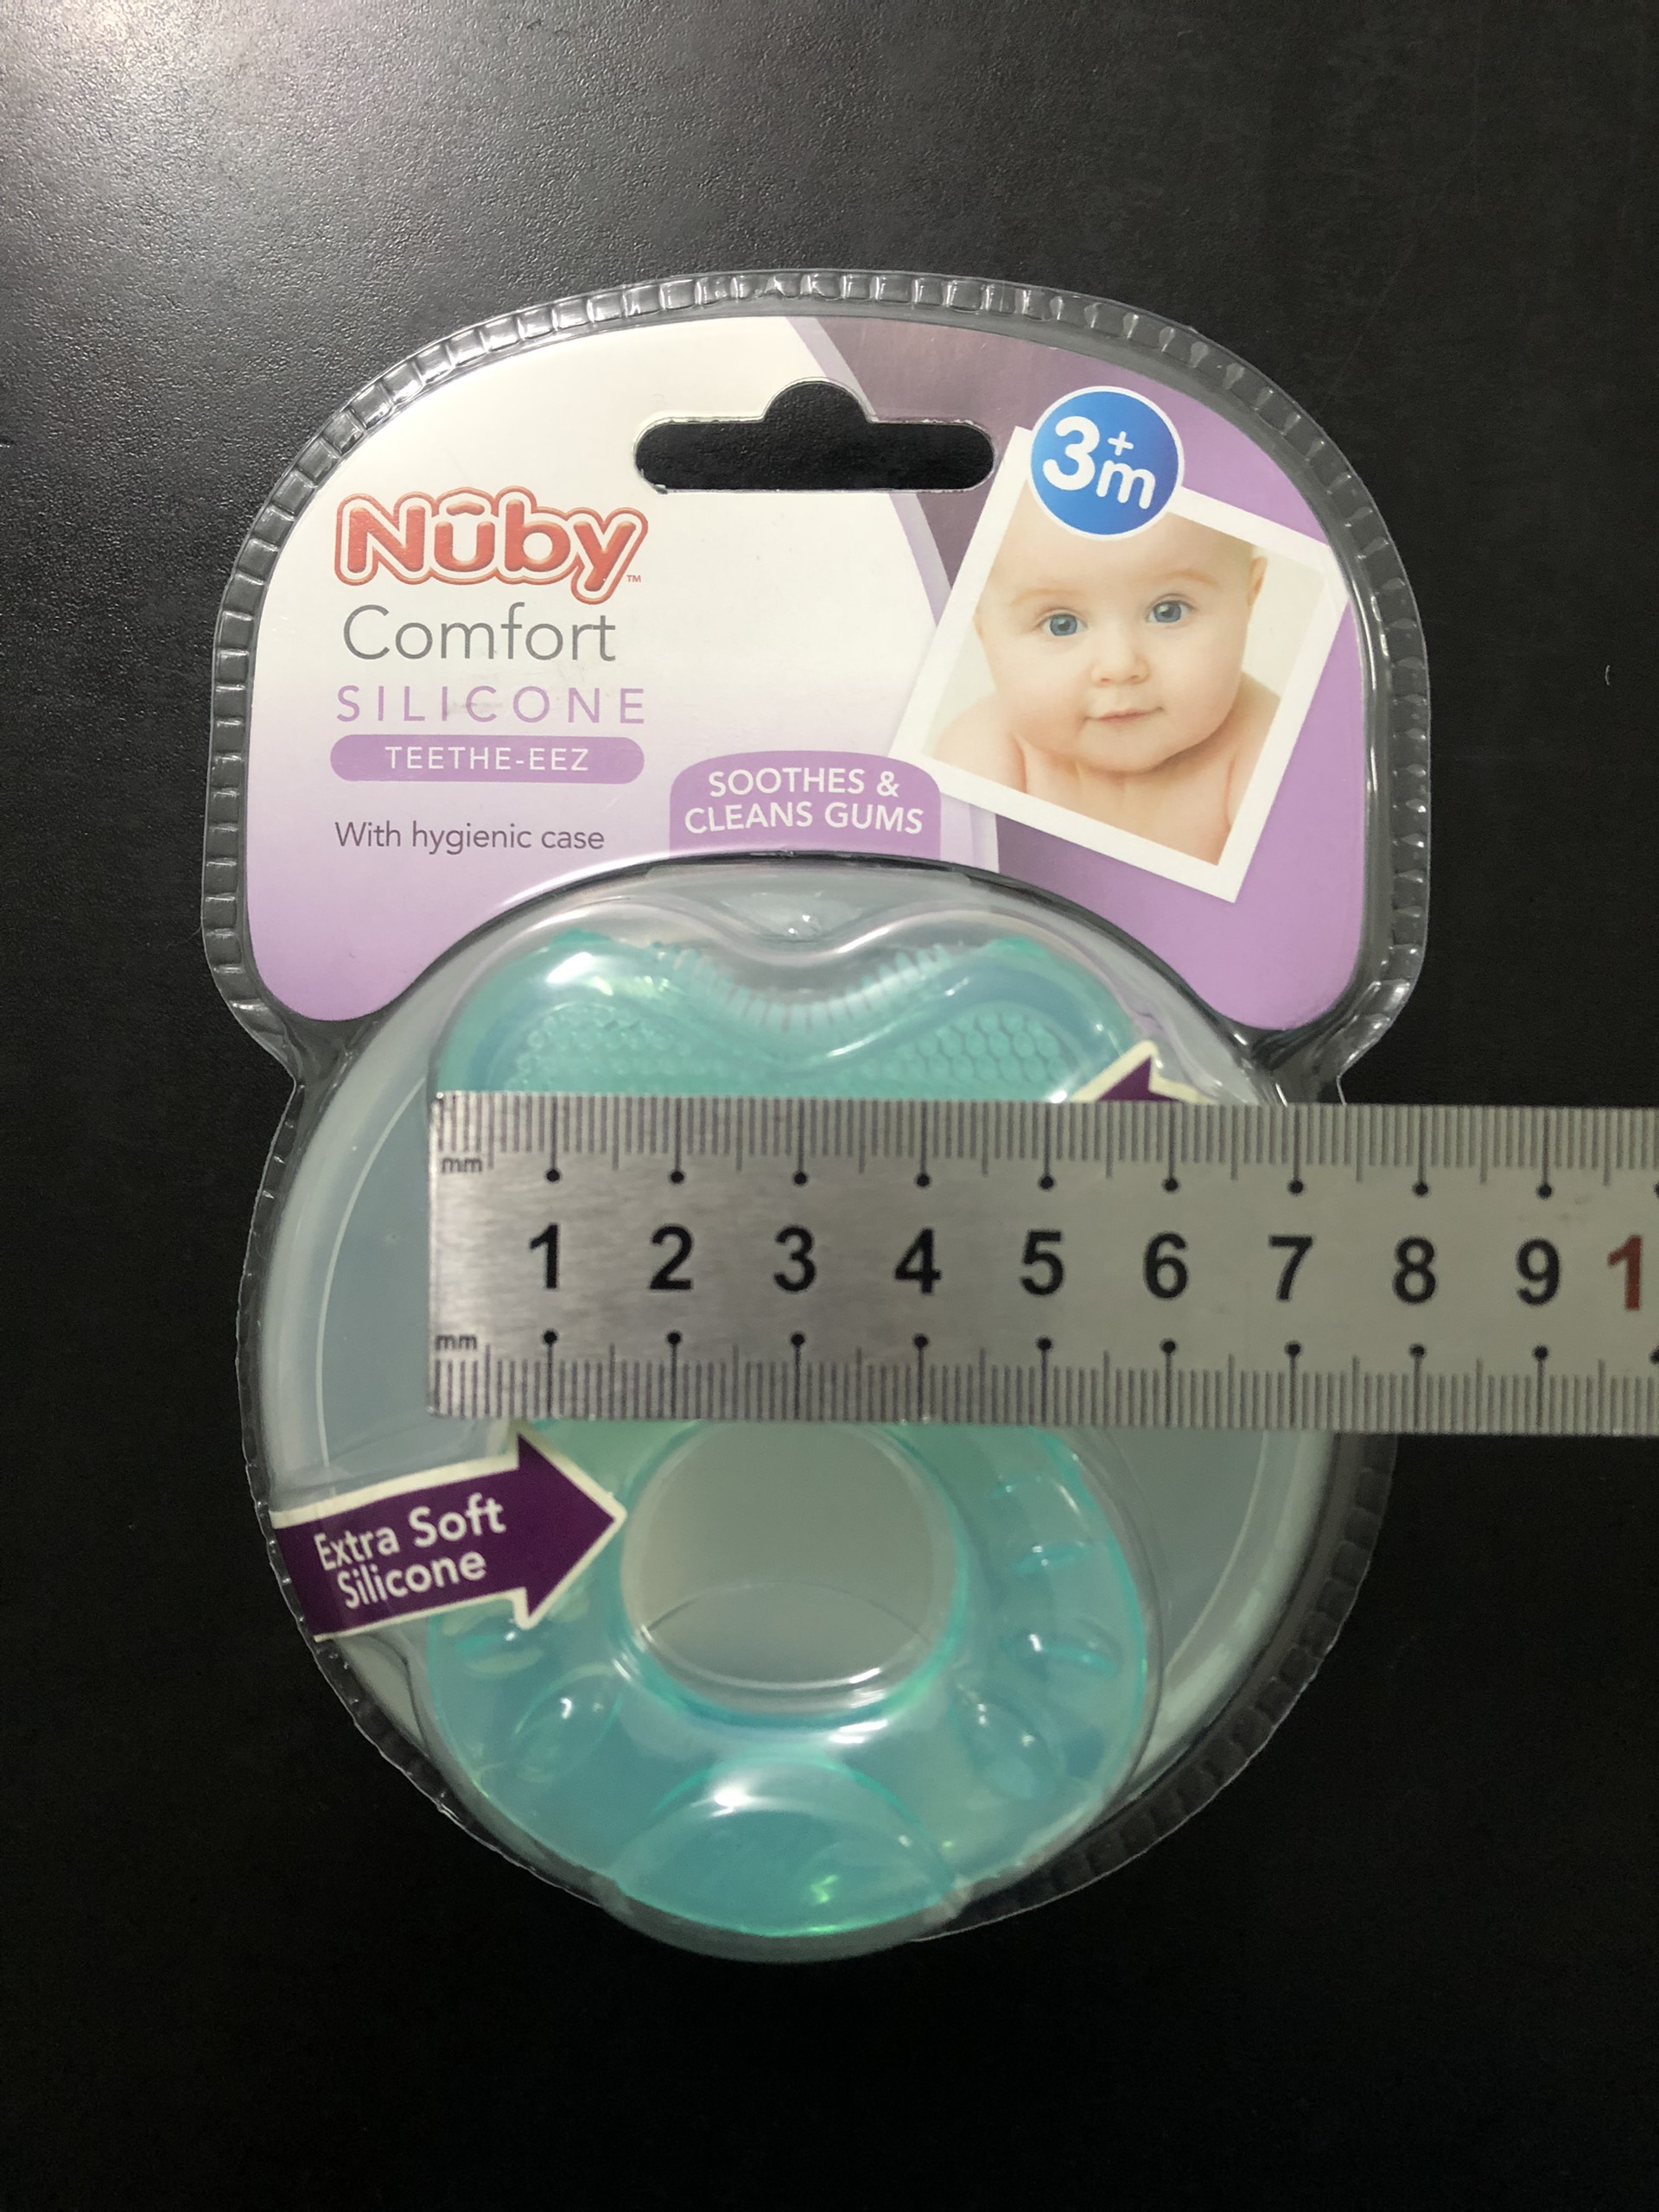 3+m
Nûby™
Comfort
SILICONE
TEETHE-EEZ
With hygienic case
SOOTHES &
CLEANS GUMS
mm
1 2 3 4 5 6 7 8 9 1
mm
Extra Soft
Silicone